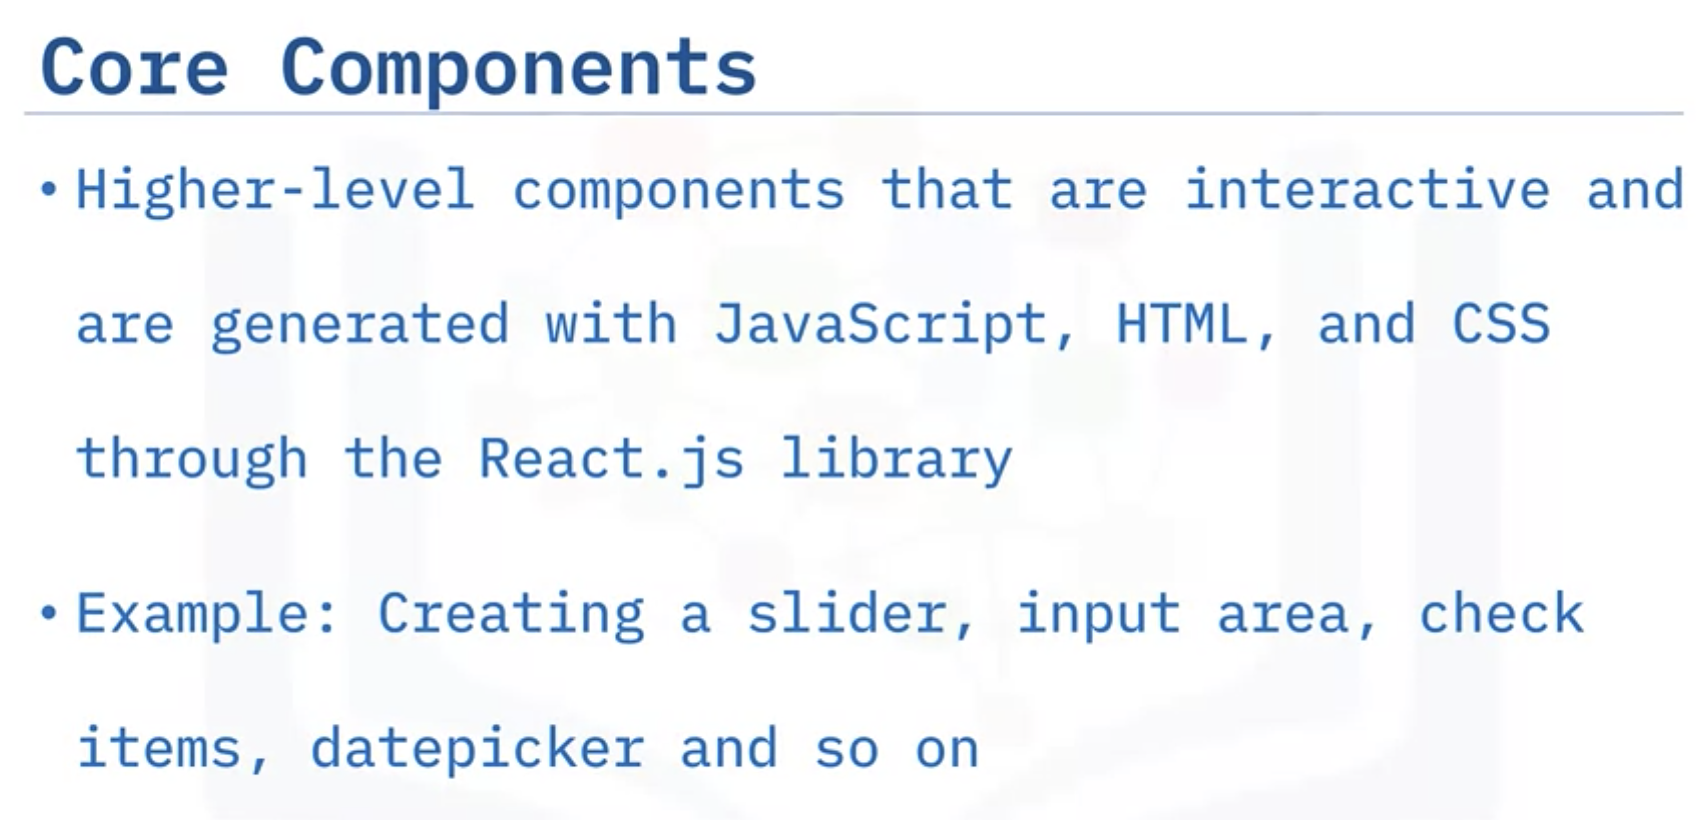 Core Components
• Higher-level components that are interactive and
are generated with JavaScript, HTML, and CSS
through the React.js library
• Example: Creating a slider, input area, check
items, datepicker and so on